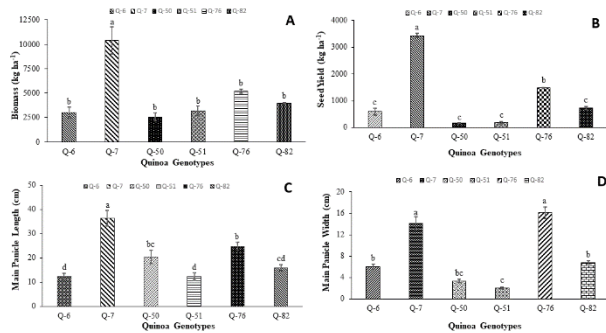 Q-6 Q-7 Q-50 Q-51 Q-76 Q-82
A
Biomass (kg ha-1)
12500
10000
7500
5000
2500
0
b a b b b b
Q-6 Q-7 Q-50 Q-51 Q-76 Q-82
Quinoa Genotypes
Q-6 Q-7 Q-50 Q-51 Q-76 Q-82
B
Seed Yield (kg ha-1)
4000
3000
2000
1000
0
c a c c b c
Q-6 Q-7 Q-50 Q-51 Q-76 Q-82
Quinoa Genotypes
Q-6 Q-7 Q-50 Q-51 Q-76 Q-82
C
Main Panicle Length (cm)
50
40
30
20
10
0
d a bc d b cd
Q-6 Q-7 Q-50 Q-51 Q-76 Q-82
Quinoa Genotypes
Q-6 Q-7 Q-50 Q-51 Q-76 Q-82
D
Main Panicle Width (cm)
20
16
12
8
4
0
b a bc c a b
Q-6 Q-7 Q-50 Q-51 Q-76 Q-82
Quinoa Genotypes